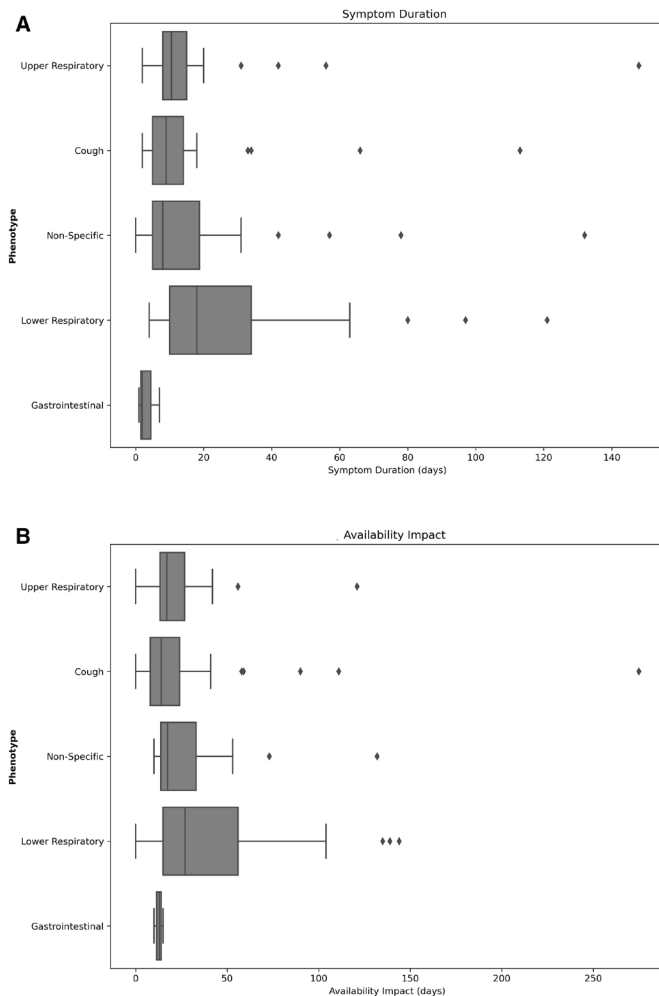 A
Symptom Duration
Phenotype
Upper Respiratory
Cough
Non-Specific
Lower Respiratory
Gastrointestinal
0 20 40 60 80 100 120 140
Symptom Duration (days)
B
Availability Impact
Phenotype
Upper Respiratory
Cough
Non-Specific
Lower Respiratory
Gastrointestinal
0 50 100 150 200 250
Availability Impact (days)